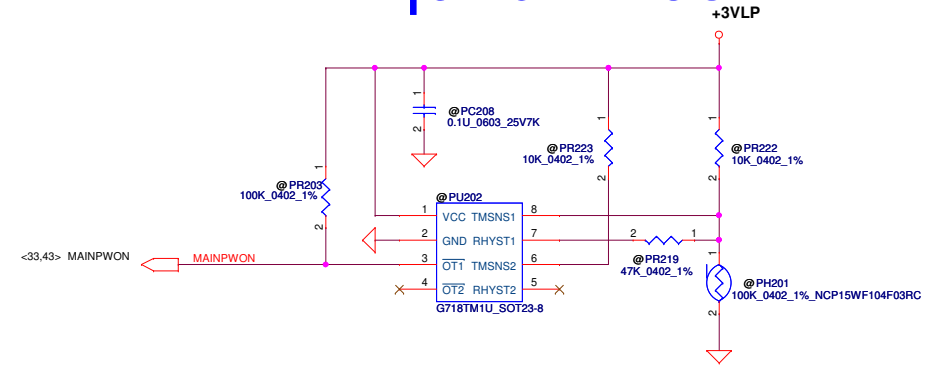 +3VLP
1
@PC208
0.1U_0603_25V7K
2
1
@PR223
10K_0402_1%
2
1
@PR222
10K_0402_1%
2
1
@PR203
100K_0402_1%
2
@PU202
1 VCC TMSNS1 8
2 GND RHYST1 7
3 OT1 TMSNS2 6
4 OT2 RHYST2 5
G718TM1U_SOT23-8
2 1
@PR219
47K_0402_1%
<33,43> MAINPWON
MAINPWON
1
@PH201
100K_0402_1%_NCP15WF104F03RC
2